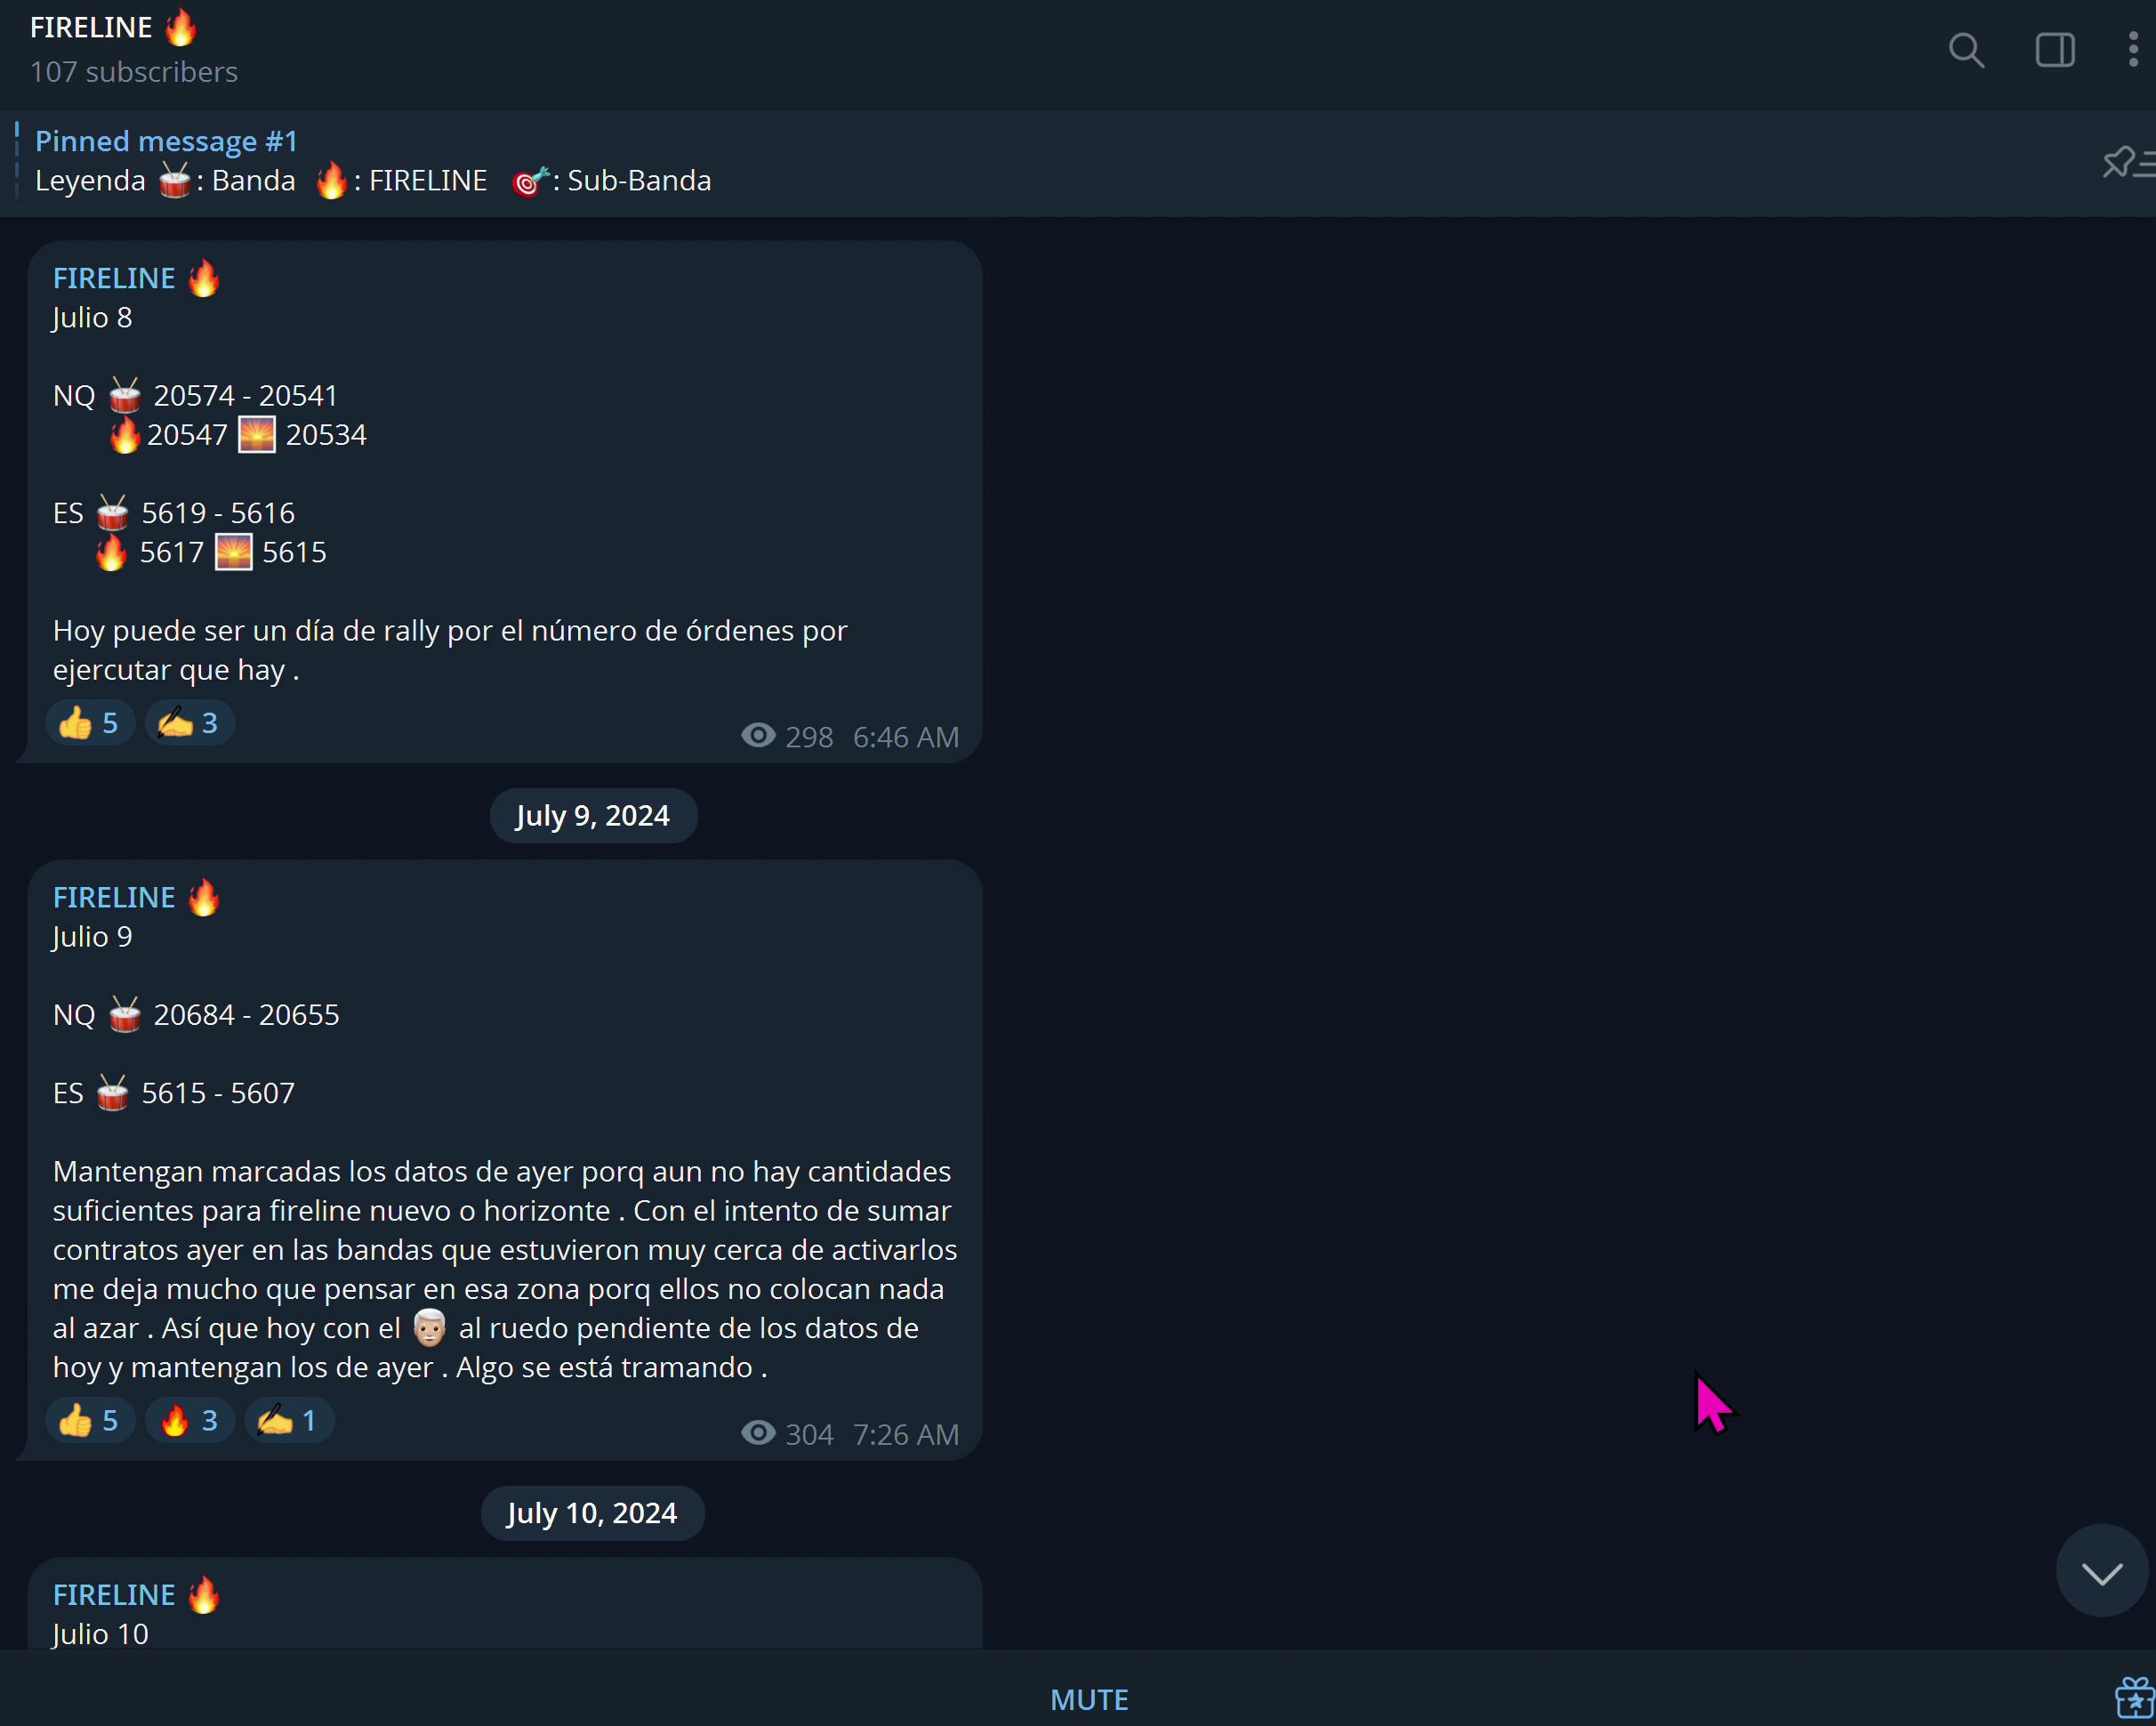 FIRELINE 🔥
107 subscribers
Pinned message #1
Leyenda 🥁: Banda 🔥: FIRELINE 🎯: Sub-Banda
FIRELINE 🔥
Julio 8
NQ 🥁 20574 - 20541
🔥20547 🌅 20534
ES 🥁 5619 - 5616
🔥 5617 🌅 5615
Hoy puede ser un día de rally por el número de órdenes por
ejercutar que hay .
👍 5 ✍️ 3
298 6:46 AM
July 9, 2024
FIRELINE 🔥
Julio 9
NQ 🥁 20684 - 20655
ES 🥁 5615 - 5607
Mantengan marcadas los datos de ayer porq aun no hay cantidades
suficientes para fireline nuevo o horizonte . Con el intento de sumar
contratos ayer en las bandas que estuvieron muy cerca de activarlos
me deja mucho que pensar en esa zona porq ellos no colocan nada
al azar . Así que hoy con el 👨🏼‍🦳 al ruedo pendiente de los datos de
hoy y mantengan los de ayer . Algo se está tramando .
👍 5 🔥 3 ✍️ 1
304 7:26 AM
July 10, 2024
FIRELINE 🔥
Julio 10
MUTE